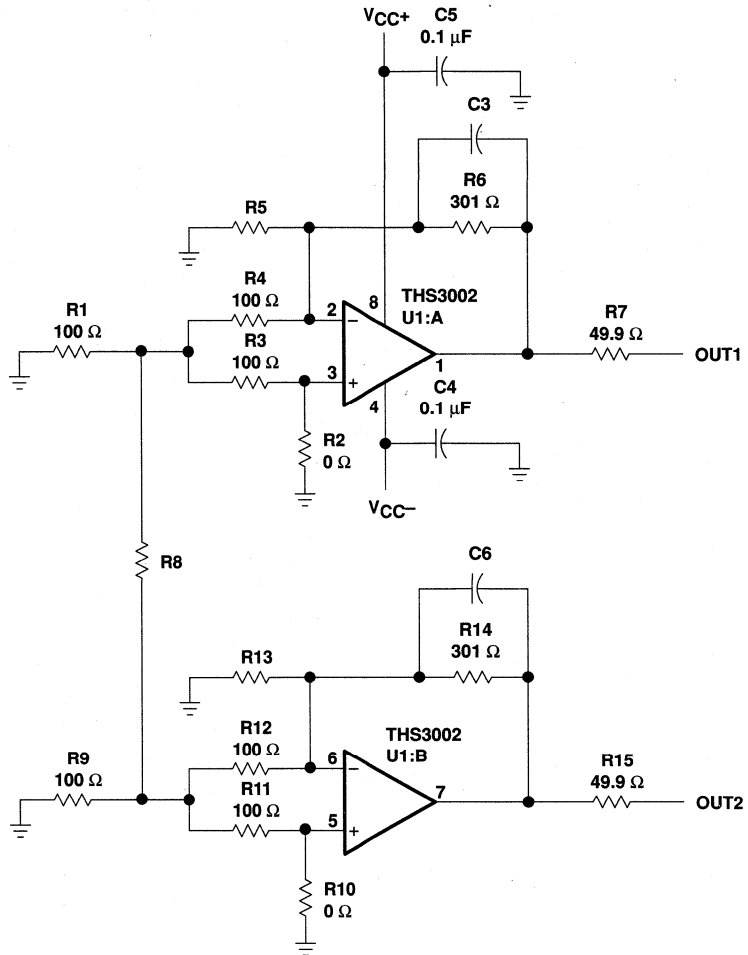 VCC+
C5
0.1 µF
C3
R6
301 Ω
R5
R4
100 Ω
THS3002
U1:A
8
2
−
R1
100 Ω
R3
100 Ω
R7
49.9 Ω
3
+
1
OUT1
4
C4
0.1 µF
R2
0 Ω
VCC−
R8
C6
R14
301 Ω
R13
R12
100 Ω
THS3002
U1:B
6
−
R9
100 Ω
R11
100 Ω
R15
49.9 Ω
5
+
7
OUT2
R10
0 Ω